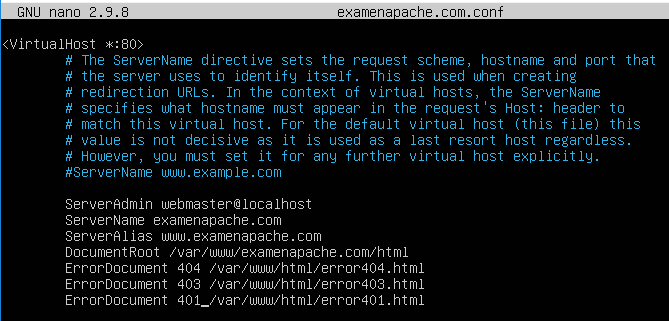 GNU nano 2.9.8 examenapache.com.conf
<VirtualHost *:80>
# The ServerName directive sets the request scheme, hostname and port that
# the server uses to identify itself. This is used when creating
# redirection URLs. In the context of virtual hosts, the ServerName
# specifies what hostname must appear in the request's Host: header to
# match this virtual host. For the default virtual host (this file) this
# value is not decisive as it is used as a last resort host regardless.
# However, you must set it for any further virtual host explicitly.
#ServerName www.example.com
ServerAdmin webmaster@localhost
ServerName examenapache.com
ServerAlias www.examenapache.com
DocumentRoot /var/www/examenapache.com/html
ErrorDocument 404 /var/www/html/error404.html
ErrorDocument 403 /var/www/html/error403.html
ErrorDocument 401 /var/www/html/error401.html